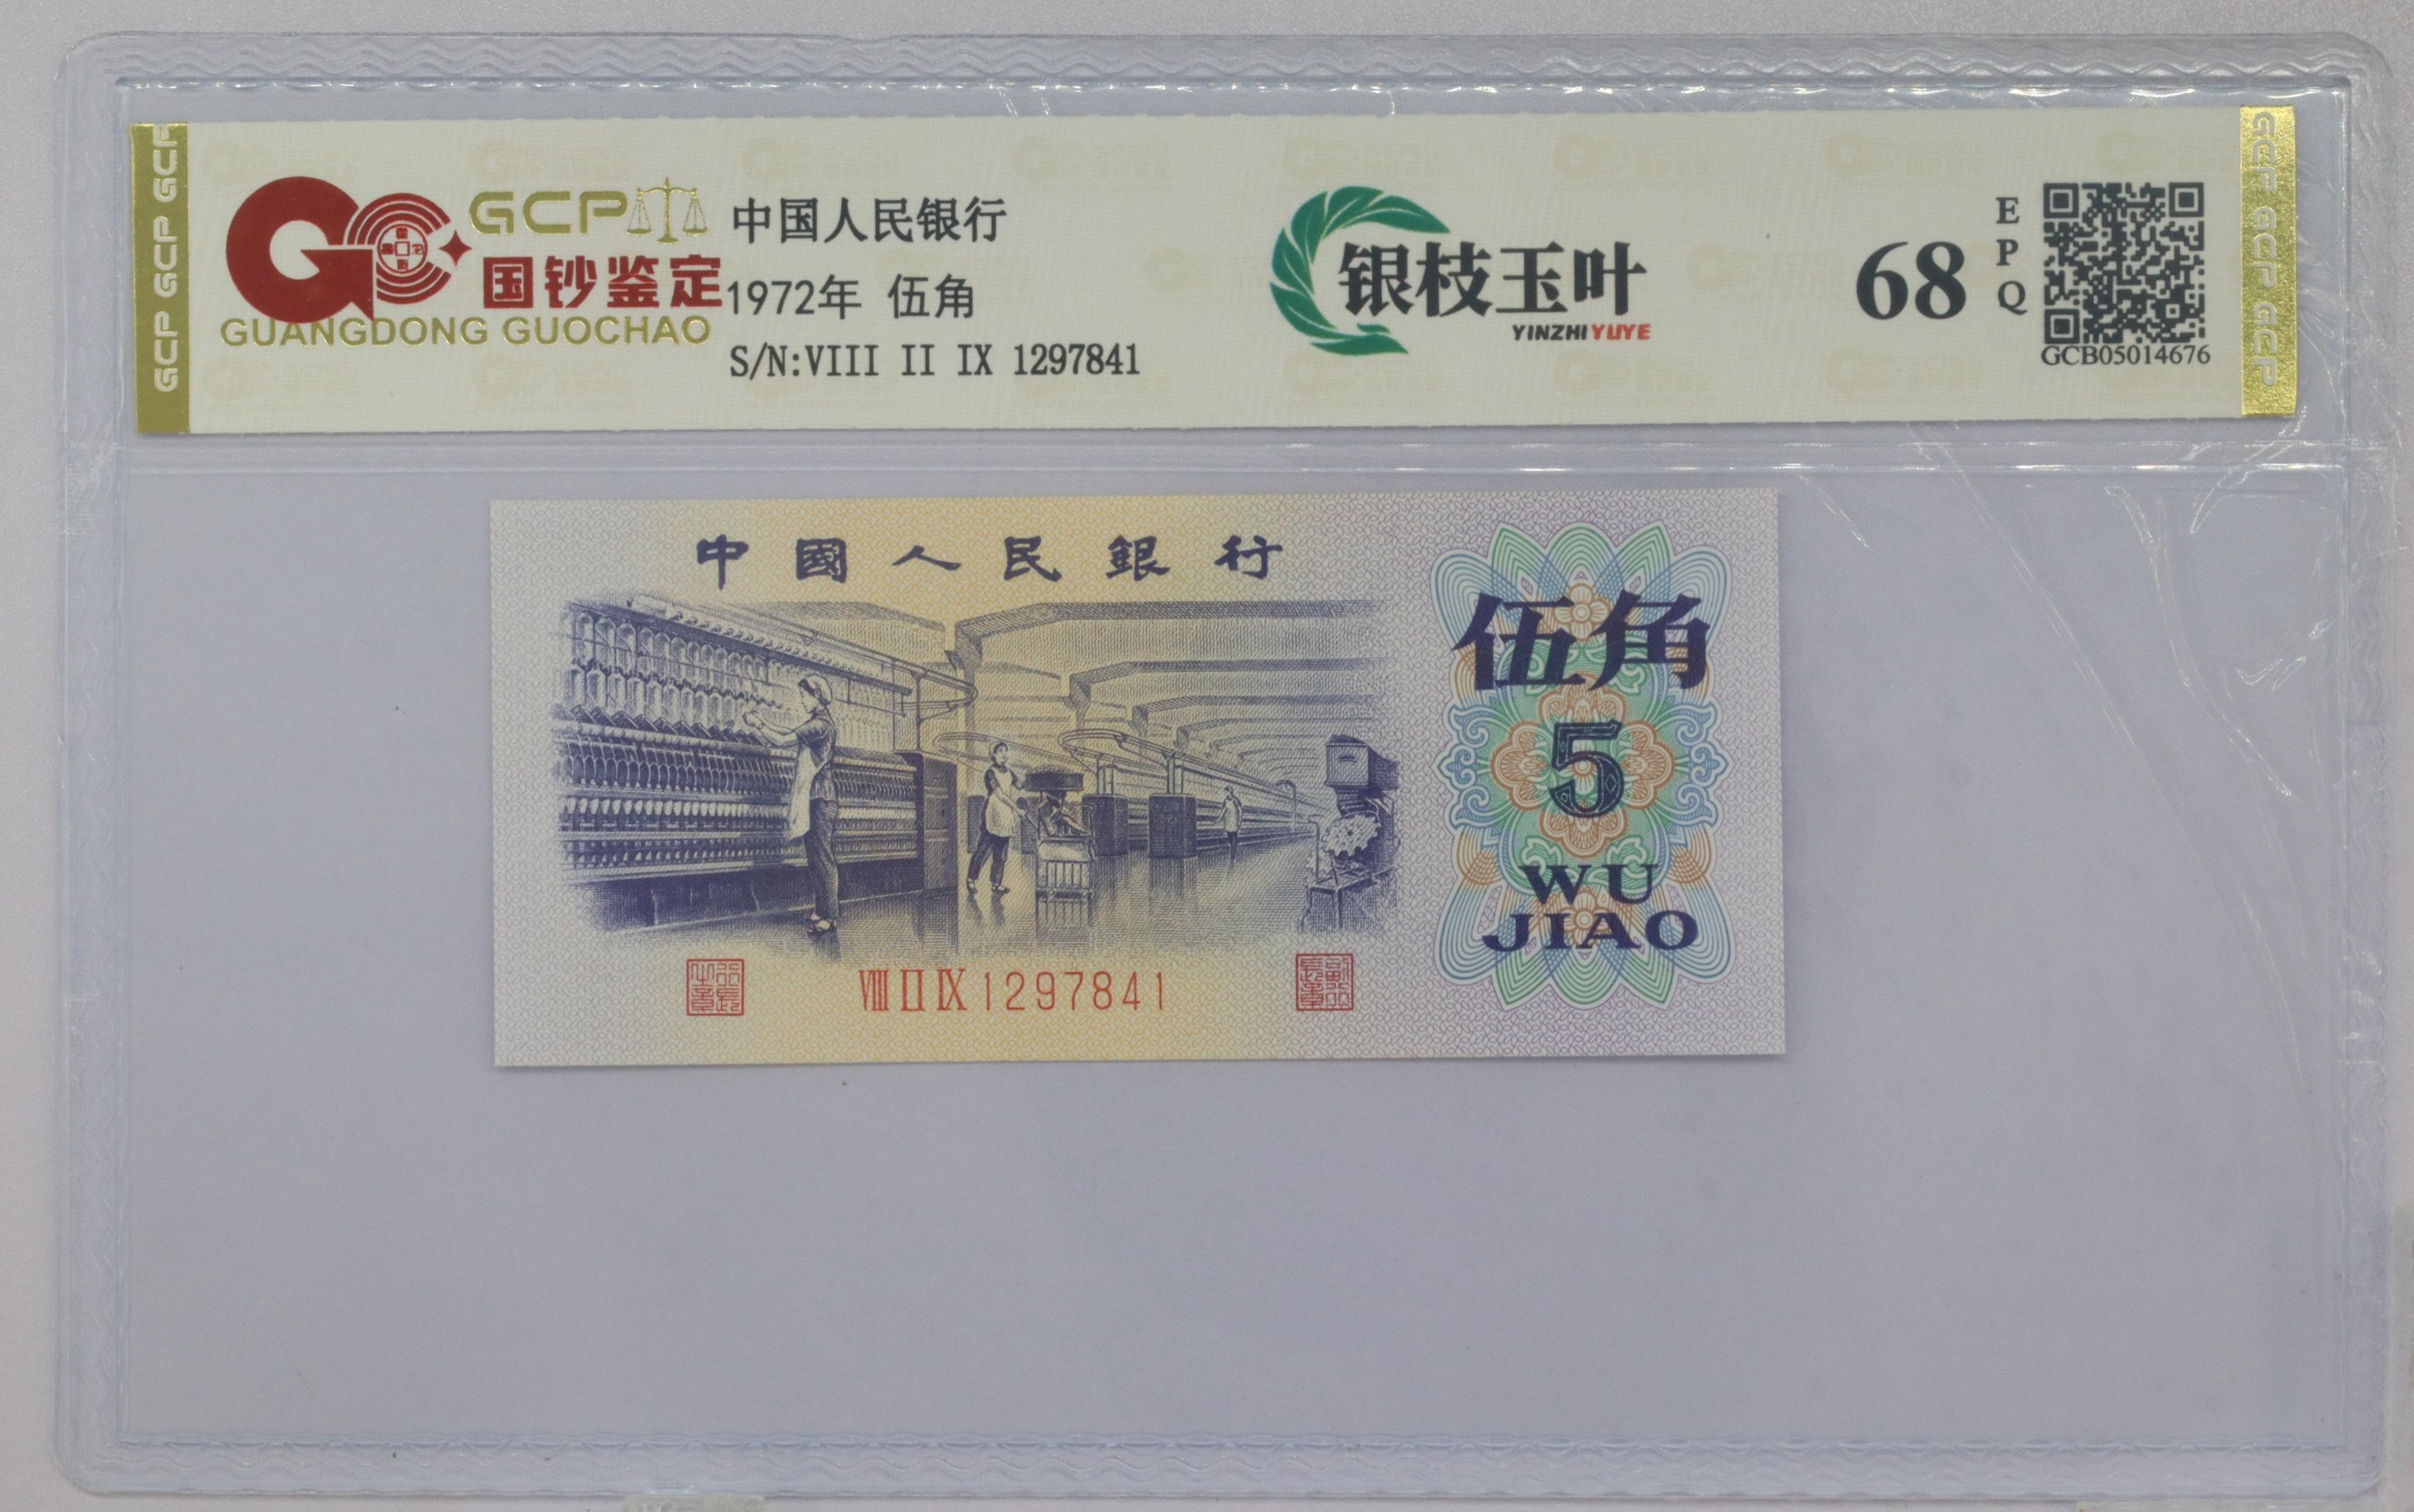 GCP GCP GCP
GCP
国钞鉴定
GUANGDONG GUOCHAO
中国人民银行
1972年 伍角
S/N:VIII II IX 1297841
银枝玉叶
YINZHIYUYE
68
EPQ
GCB05014676
GCP GCP GCP
中國人民銀行
伍角
5
WU
JIAO
VIII II IX 1297841